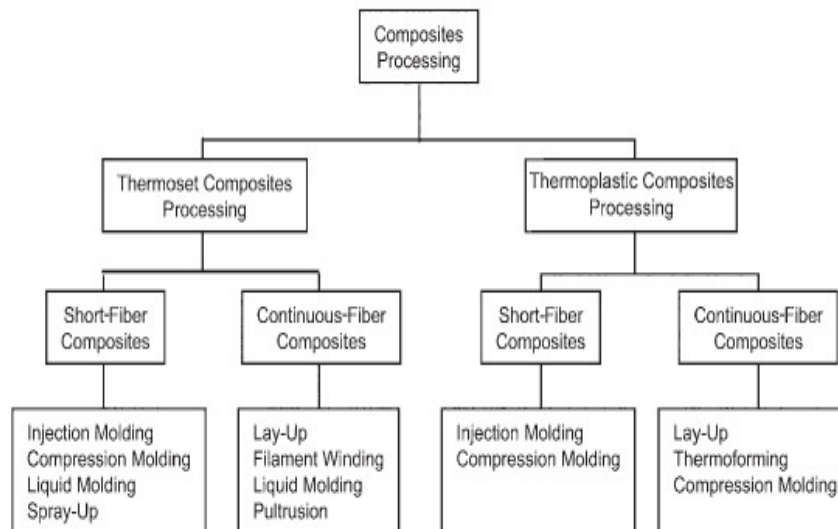 Composites
Processing
Thermoset Composites
Processing
Thermoplastic Composites
Processing
Short-Fiber
Composites
Continuous-Fiber
Composites
Short-Fiber
Composites
Continuous-Fiber
Composites
Injection Molding
Compression Molding
Liquid Molding
Spray-Up
Lay-Up
Filament Winding
Liquid Molding
Pultrusion
Injection Molding
Compression Molding
Lay-Up
Thermoforming
Compression Molding